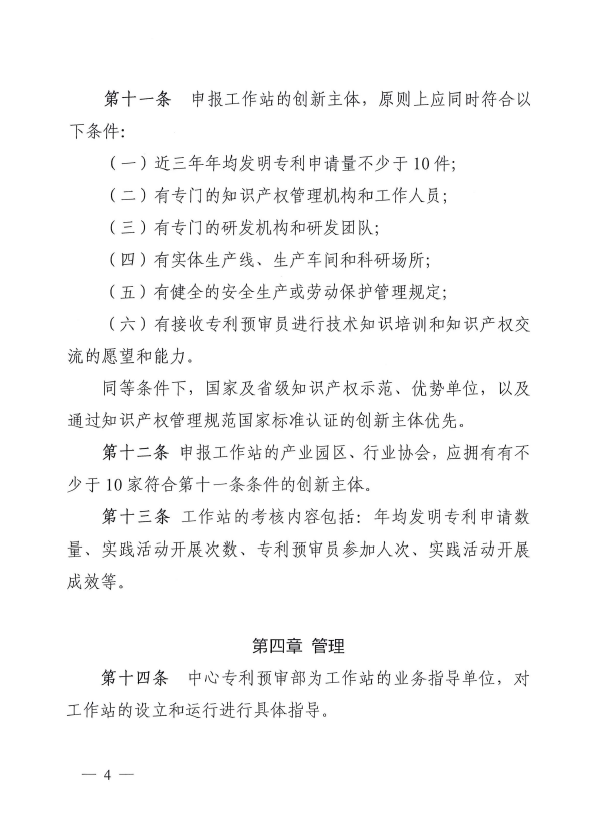 第十一条 申报工作站的创新主体，原则上应同时符合以
下条件：
（一）近三年年均发明专利申请量不少于 10 件；
（二）有专门的知识产权管理机构和工作人员；
（三）有专门的研发机构和研发团队；
（四）有实体生产线、生产车间和科研场所；
（五）有健全的安全生产或劳动保护管理规定；
（六）有接收专利预审员进行技术知识培训和知识产权交
流的愿望和能力。
同等条件下，国家及省级知识产权示范、优势单位，以及
通过知识产权管理规范国家标准认证的创新主体优先。
第十二条 申报工作站的产业园区、行业协会，应拥有有不
少于 10 家符合第十一条条件的创新主体。
第十三条 工作站的考核内容包括：年均发明专利申请数
量、实践活动开展次数、专利预审员参加人次、实践活动开展
成效等。
第四章 管理
第十四条 中心专利预审部为工作站的业务指导单位，对
工作站的设立和运行进行具体指导。
— 4 —